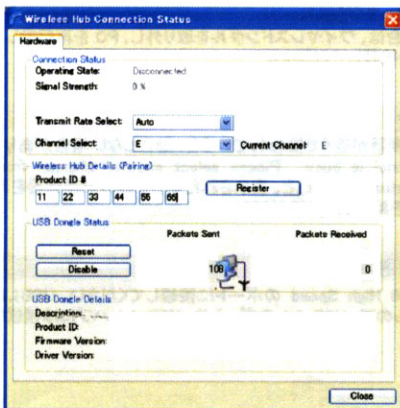 Wireless Hub Connection Status
Hardware
Connection Status
Operating State: Disconnected
Signal Strength: 0 %
Transmit Rate Select: Auto
Channel Select: E Current Channel: E
Wireless Hub Details (Pairing)
Product ID #
11 22 33 44 55 66 Register
USB Dongle Status
Packets Sent Packets Received
Reset
Disable 108 0
USB Dongle Details
Description:
Product ID:
Firmware Version:
Driver Version:
Close